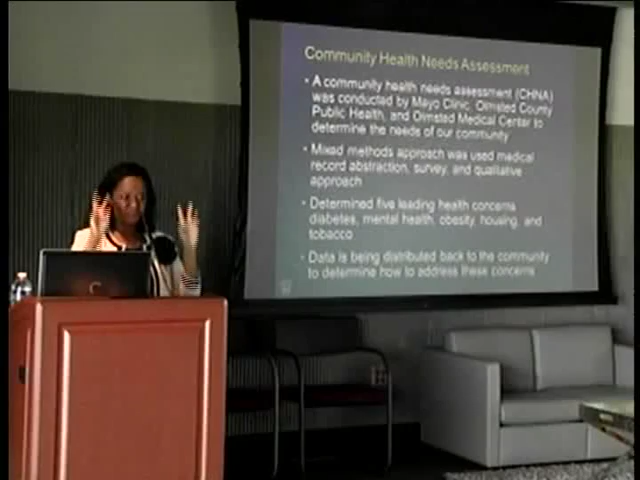 Community Health Needs Assessment
• A community health needs assessment (CHNA)
was conducted by Mayo Clinic, Olmsted County
Public Health, and Olmsted Medical Center to
determine the needs of our community
• Mixed methods approach was used medical
record abstraction, survey, and qualitative
approach
• Determined five leading health concerns
diabetes, mental health, obesity, housing, and
tobacco
• Data is being distributed back to the community
to determine how to address these concerns